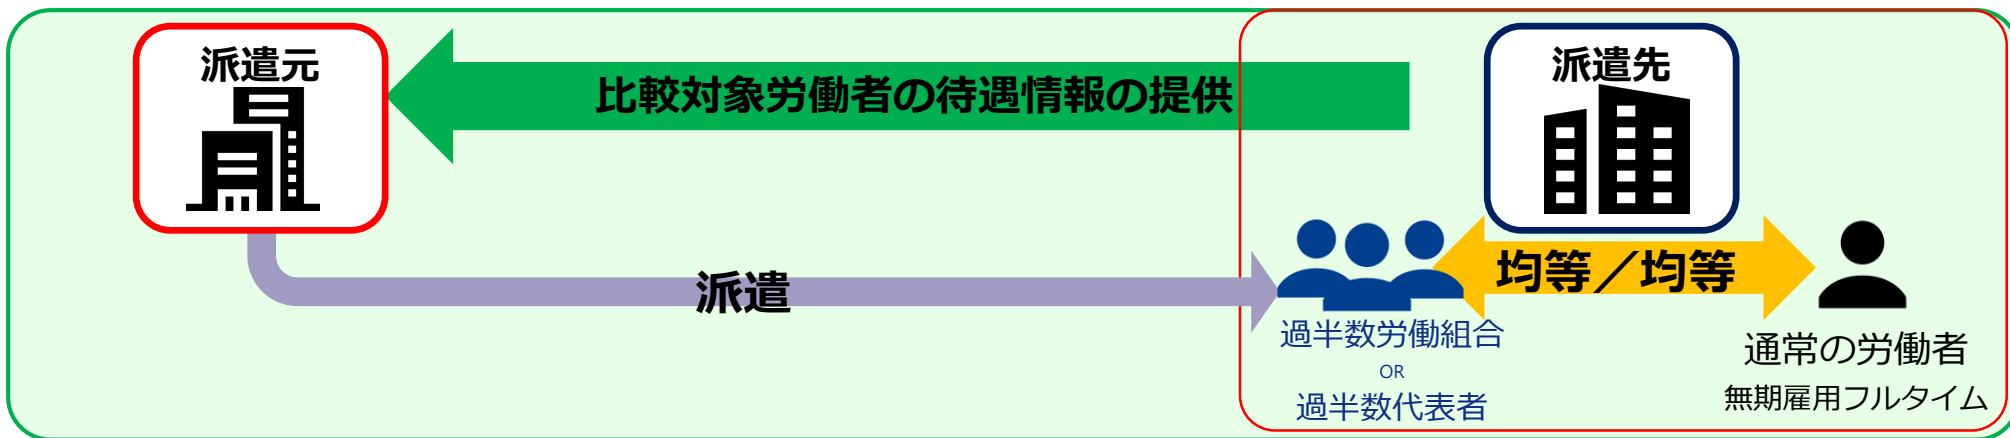 派遣元
比較対象労働者の待遇情報の提供
派遣先
派遣
均等／均等
過半数労働組合
OR
過半数代表者
通常の労働者
無期雇用フルタイム